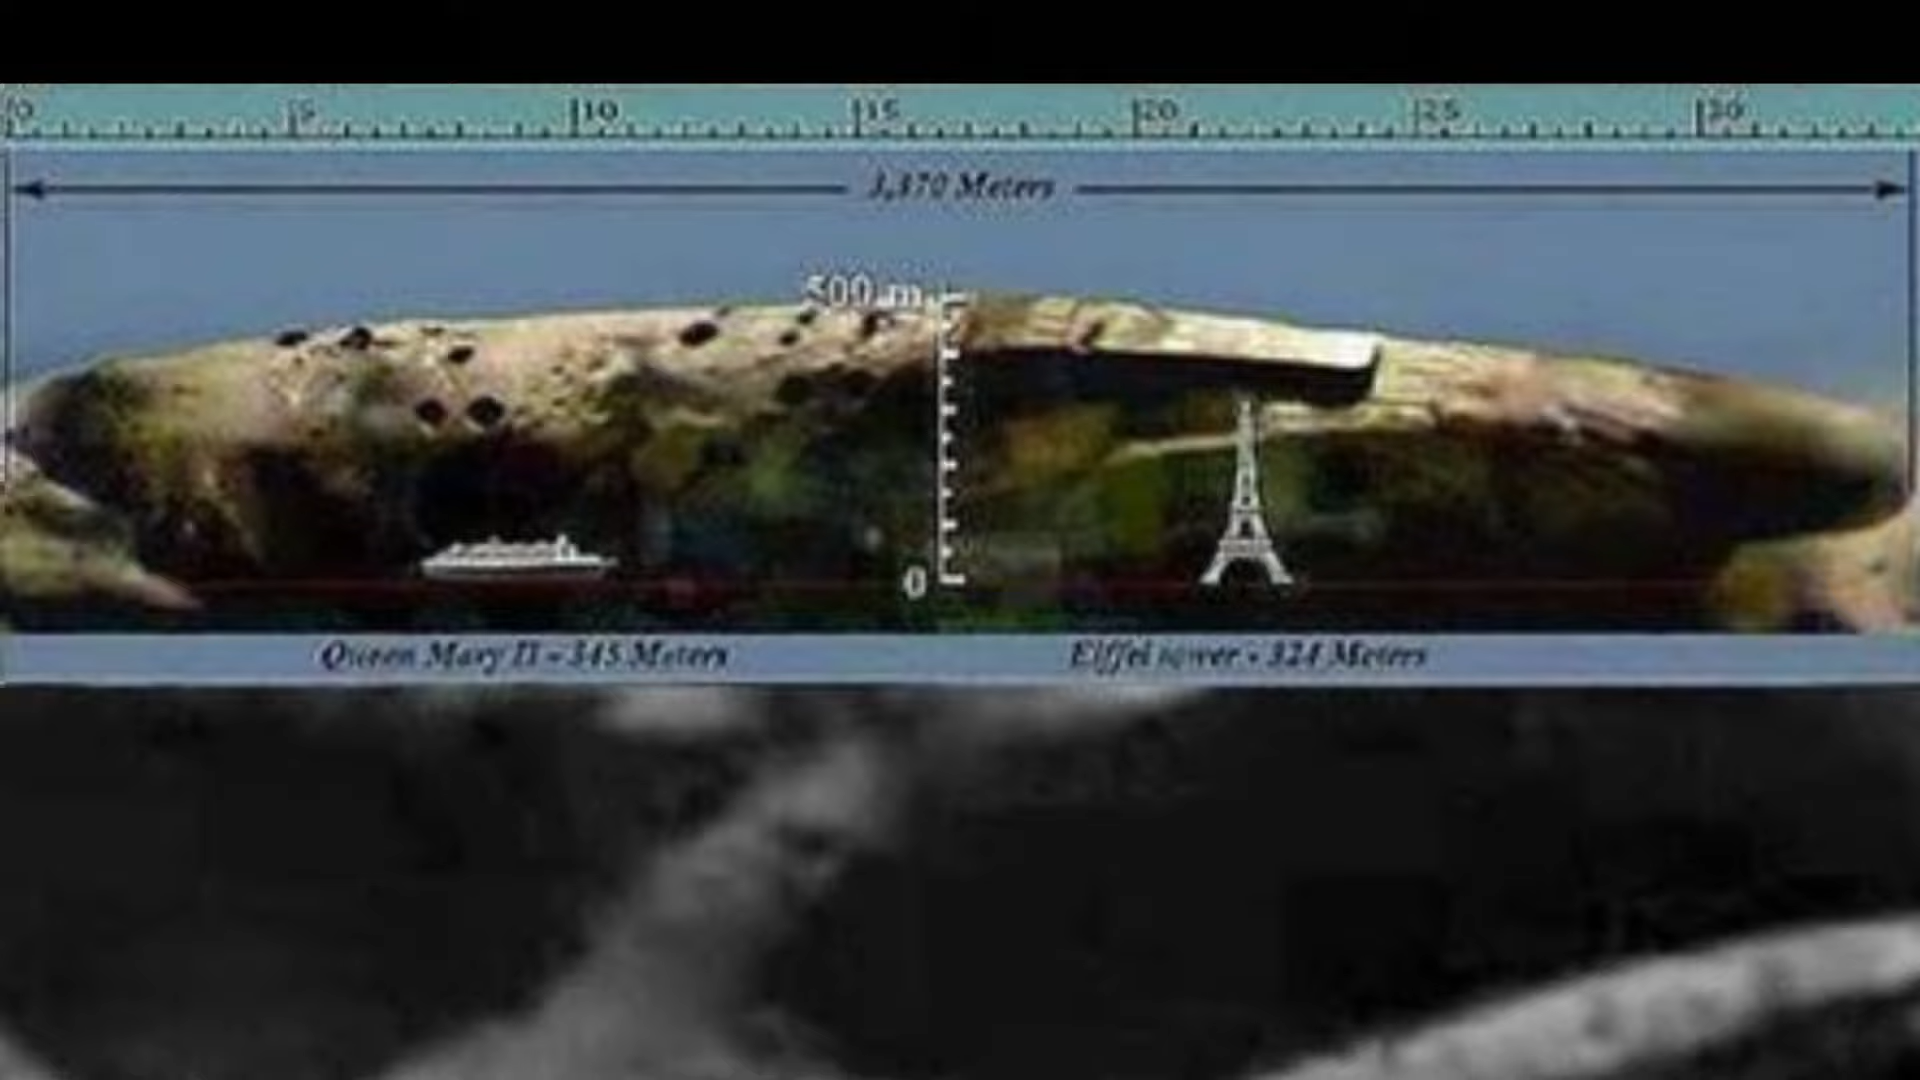 0 5 10 15 20 25 30
3,370 Meters
500 m
0
Queen Mary II - 345 Meters
Eiffel tower - 324 Meters